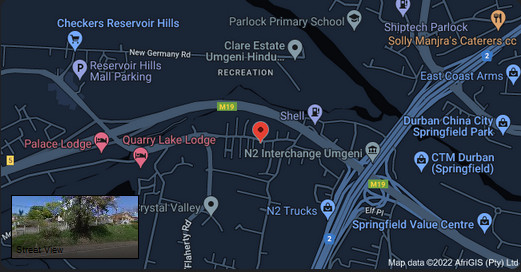 Checkers Reservoir Hills
Parlock Primary School
Shiptech Parlock
Solly Manjra's Caterers cc
New Germany Rd
Clare Estate
Umgeni Hindu...
RECREATION
Reservoir Hills
Mall Parking
2
East Coast Arms
M19
Shell
Durban China City
Springfield Park
Palace Lodge
Quarry Lake Lodge
N2 Interchange Umgeni
CTM Durban
(Springfield)
5
M19
Crystal Valley
N2 Trucks
Elf Pl
Springfield Value Centre
Flaherty Rd
2
Street View
Map data ©2022 AfriGIS (Pty) Ltd